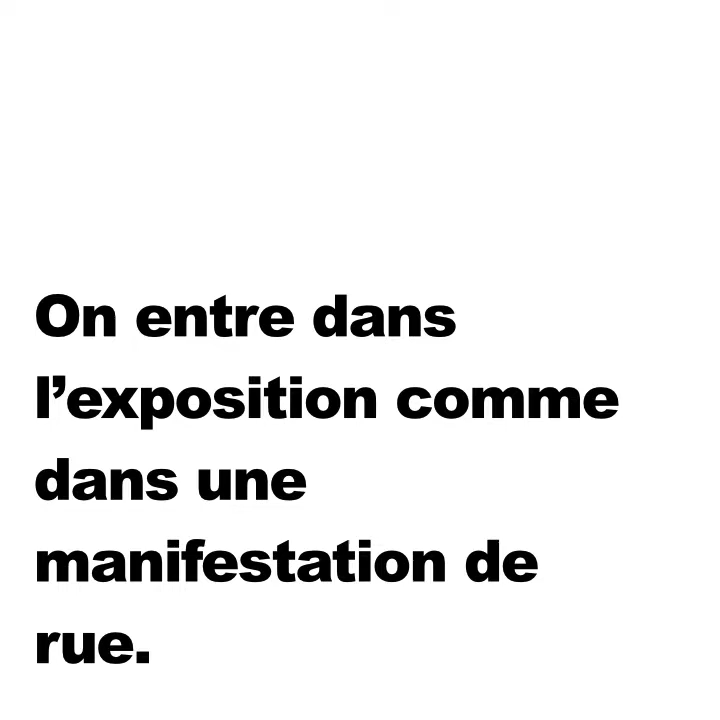 On entre dans
l’exposition comme
dans une
manifestation de
rue.